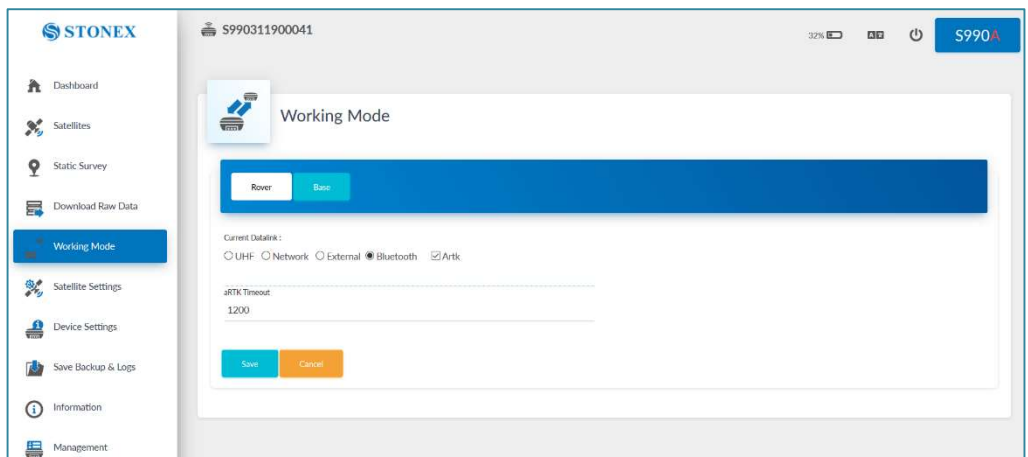 STONEX
S990311900041
32%
S990A
Dashboard
Satellites
Static Survey
Download Raw Data
Working Mode
Satellite Settings
Device Settings
Save Backup & Logs
Information
Management
Working Mode
Rover Base
Current Datalink :
UHF Network External Bluetooth Artk
aRTK Timeout
1200
Save Cancel